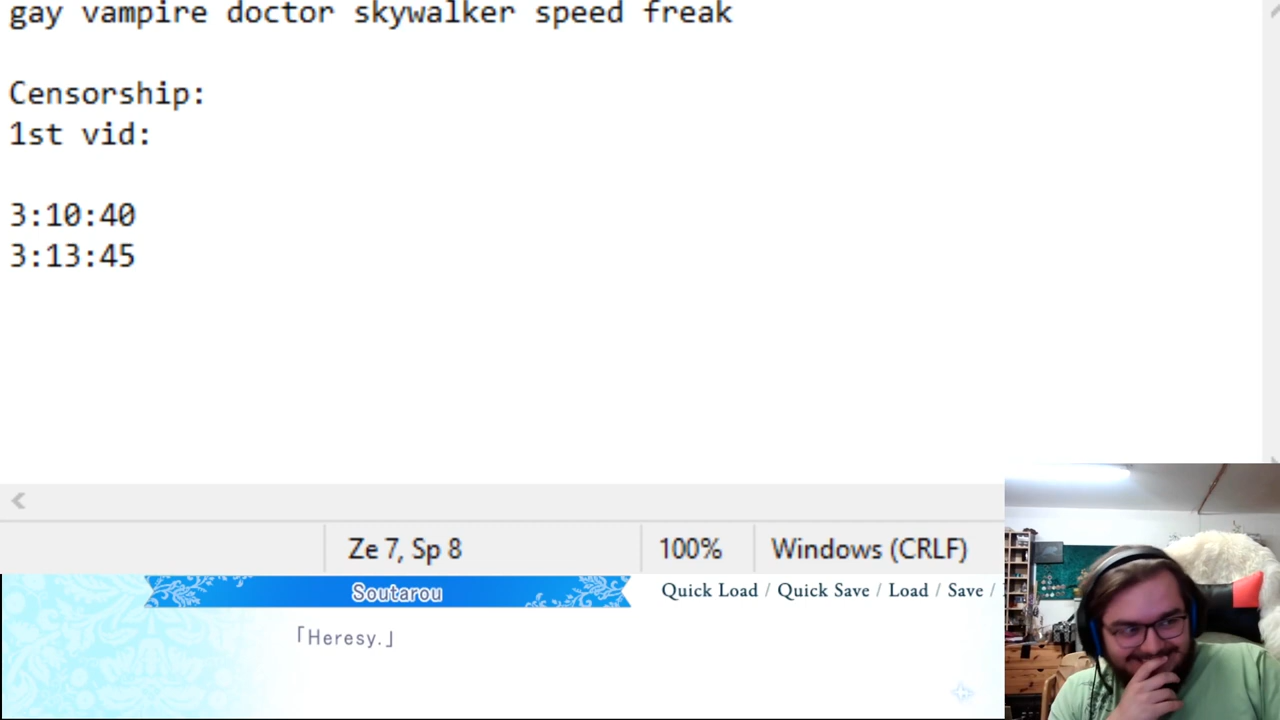 gay vampire doctor skywalker speed freak
Censorship:
1st vid:
3:10:40
3:13:45
Ze 7, Sp 8
100%
Windows (CRLF)
Soutarou
Quick Load / Quick Save / Load / Save /
「Heresy.」